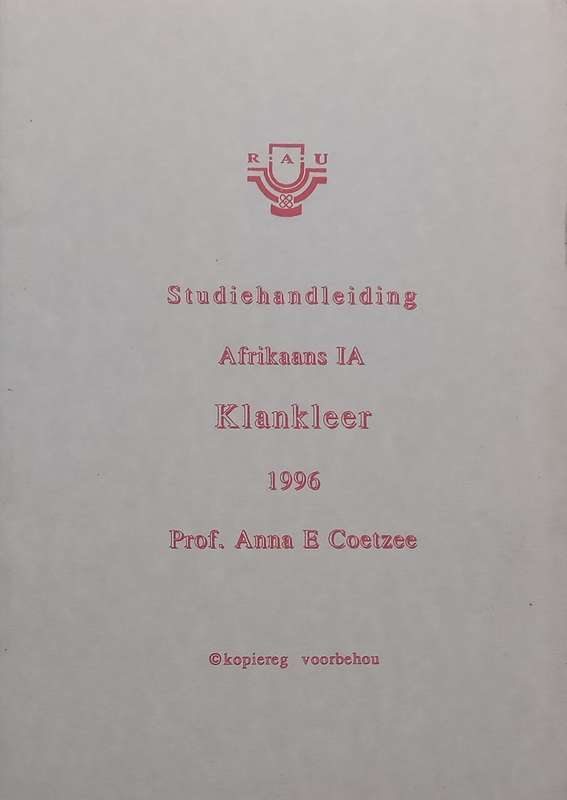 R·A·U
Studiehandleiding
Afrikaans IA
Klankleer
1996
Prof. Anna E Coetzee
©kopiereg voorbehou